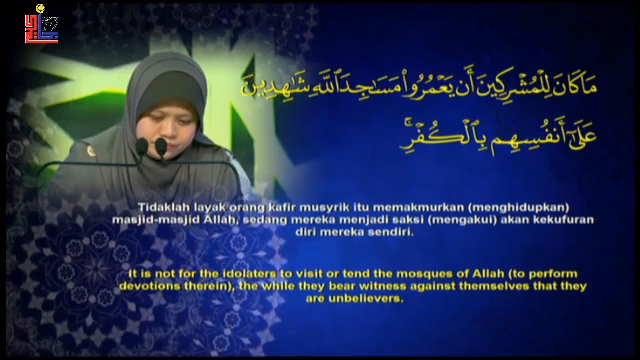 مَا كَانَ لِلْمُشْرِكِينَ أَن يَعْمُرُوا۟ مَسَـٰجِدَ ٱللَّهِ شَـٰهِدِينَ
عَلَىٰٓ أَنفُسِهِم بِٱلْكُفْرِ ۚ
Tidaklah layak orang kafir musyrik itu memakmurkan (menghidupkan)
masjid-masjid Allah, sedang mereka menjadi saksi (mengakui) akan kekufuran
diri mereka sendiri.
It is not for the idolaters to visit or tend the mosques of Allah (to perform
devotions therein), the while they bear witness against themselves that they
are unbelievers.